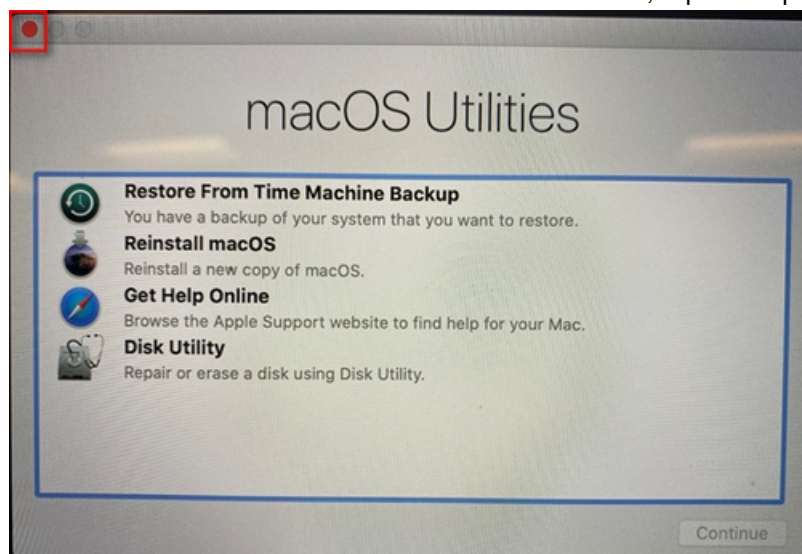 macOS Utilities
Restore From Time Machine Backup
You have a backup of your system that you want to restore.
Reinstall macOS
Reinstall a new copy of macOS.
Get Help Online
Browse the Apple Support website to find help for your Mac.
Disk Utility
Repair or erase a disk using Disk Utility.
Continue